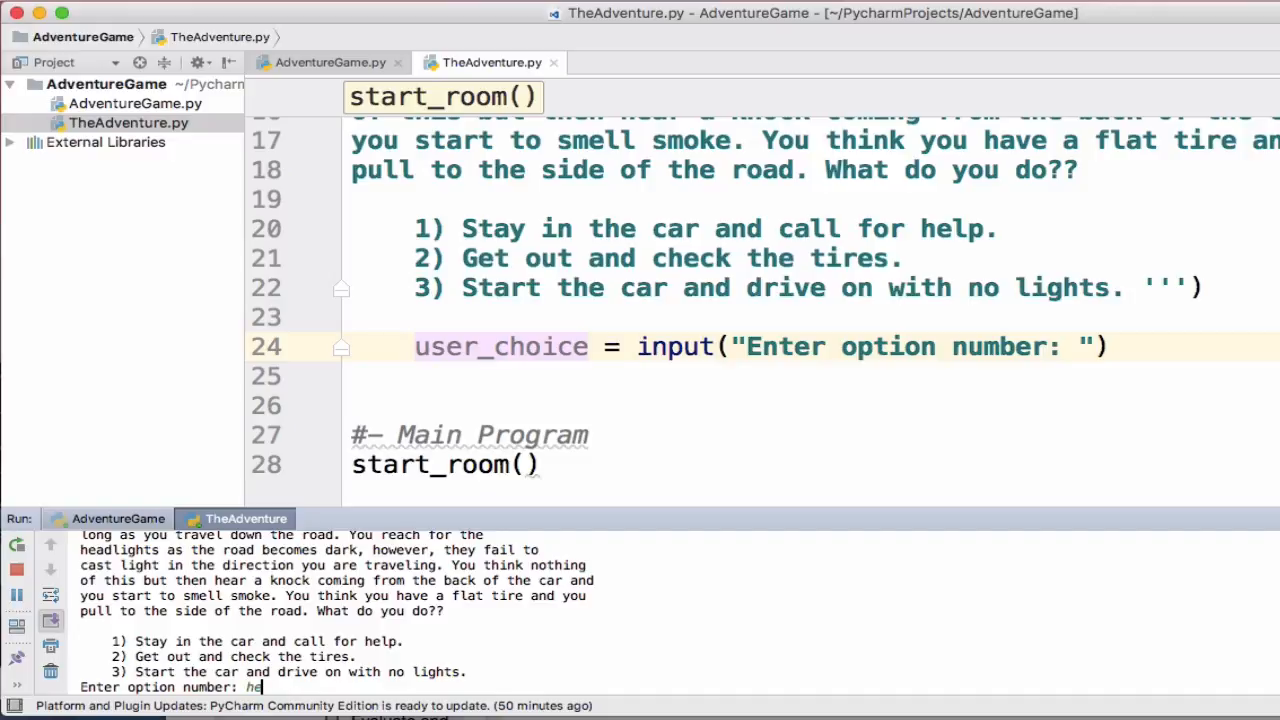 TheAdventure.py - AdventureGame - [~/PycharmProjects/AdventureGame]
AdventureGame TheAdventure.py
Project
AdventureGame.py TheAdventure.py
AdventureGame ~/Pycharm
AdventureGame.py
TheAdventure.py
External Libraries
start_room()
17 you start to smell smoke. You think you have a flat tire an
18 pull to the side of the road. What do you do??
19
20 1) Stay in the car and call for help.
21 2) Get out and check the tires.
22 3) Start the car and drive on with no lights. ''')
23
24 user_choice = input("Enter option number: ")
25
26
27 #– Main Program
28 start_room()
Run: AdventureGame TheAdventure
long as you travel down the road. You reach for the
headlights as the road becomes dark, however, they fail to
cast light in the direction you are traveling. You think nothing
of this but then hear a knock coming from the back of the car and
you start to smell smoke. You think you have a flat tire and you
pull to the side of the road. What do you do??
1) Stay in the car and call for help.
2) Get out and check the tires.
3) Start the car and drive on with no lights.
Enter option number: he
Platform and Plugin Updates: PyCharm Community Edition is ready to update. (50 minutes ago)